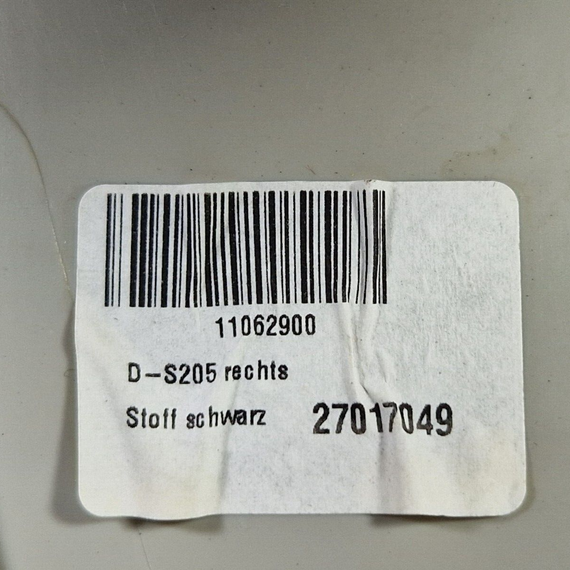 11062900
D-S205 rechts
Stoff schwarz 27017049